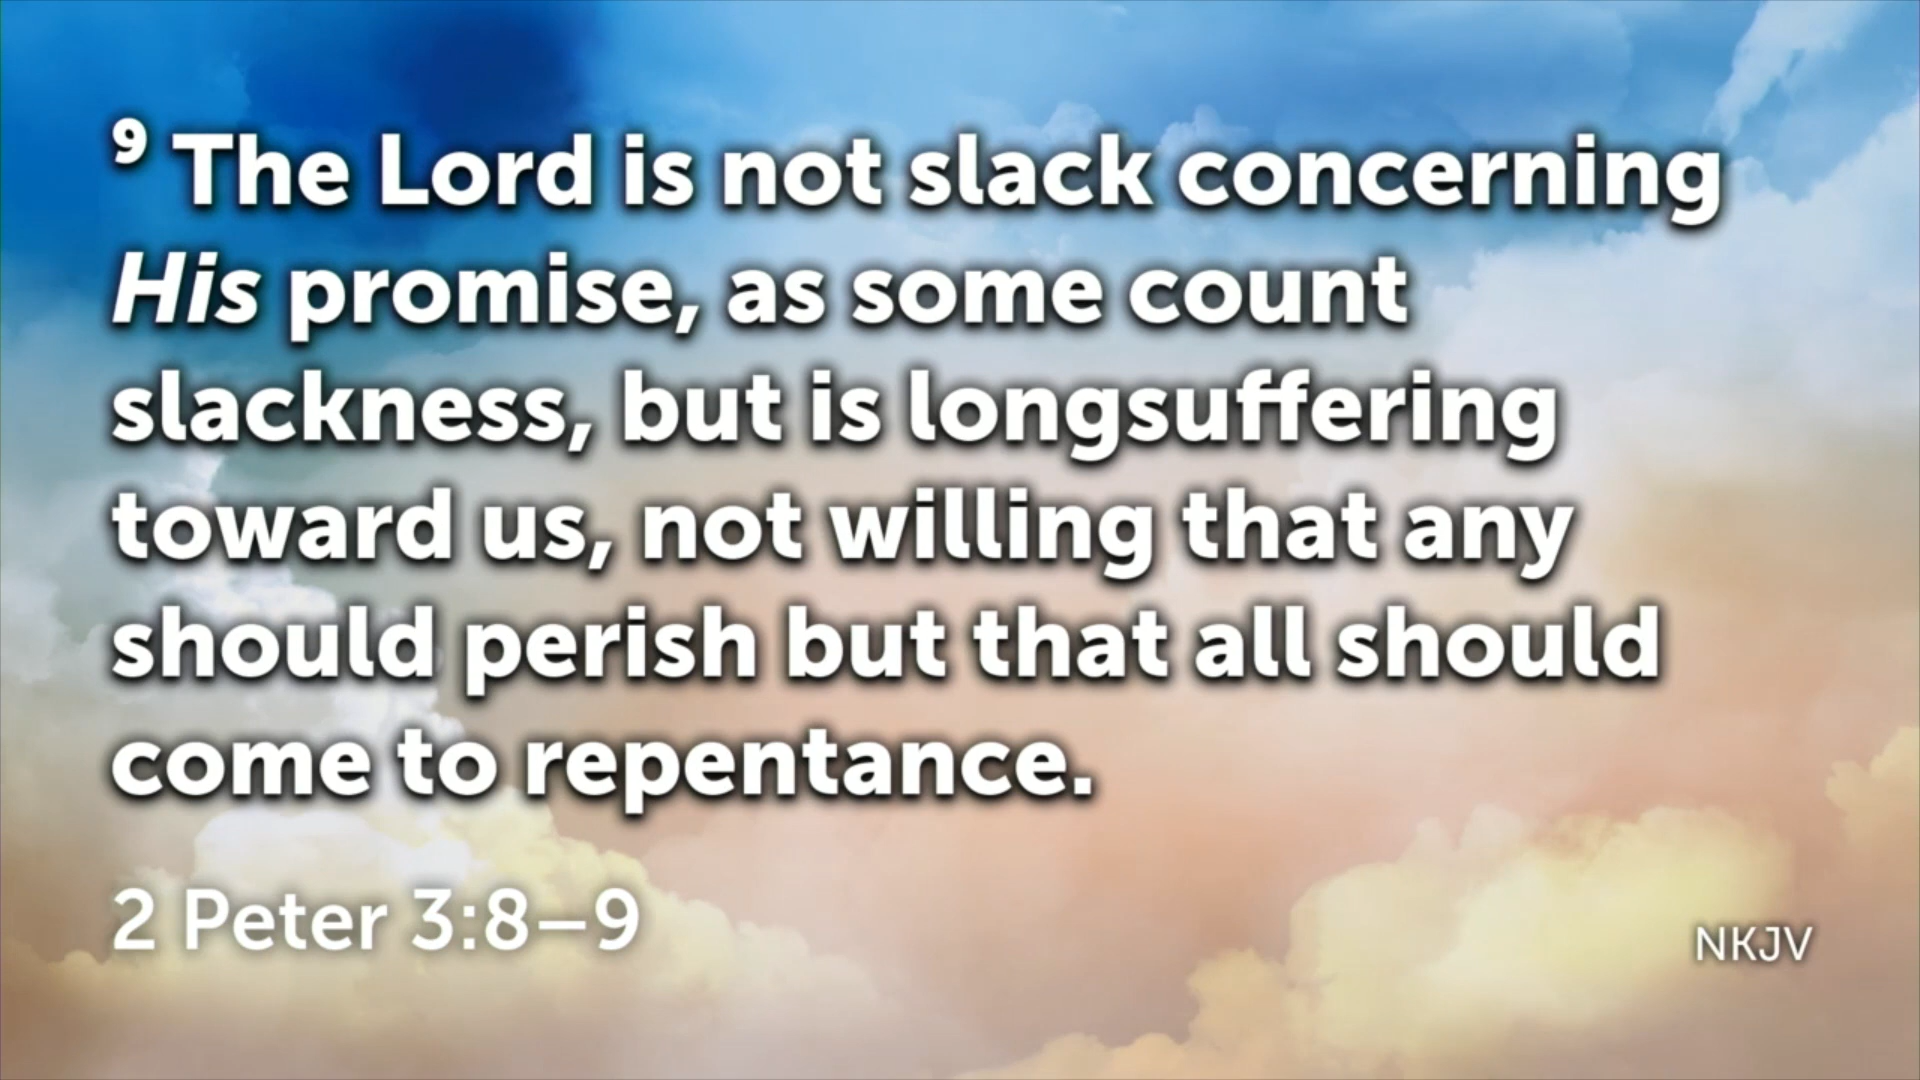 9 The Lord is not slack concerning
His promise, as some count
slackness, but is longsuffering
toward us, not willing that any
should perish but that all should
come to repentance.
2 Peter 3:8–9
NKJV